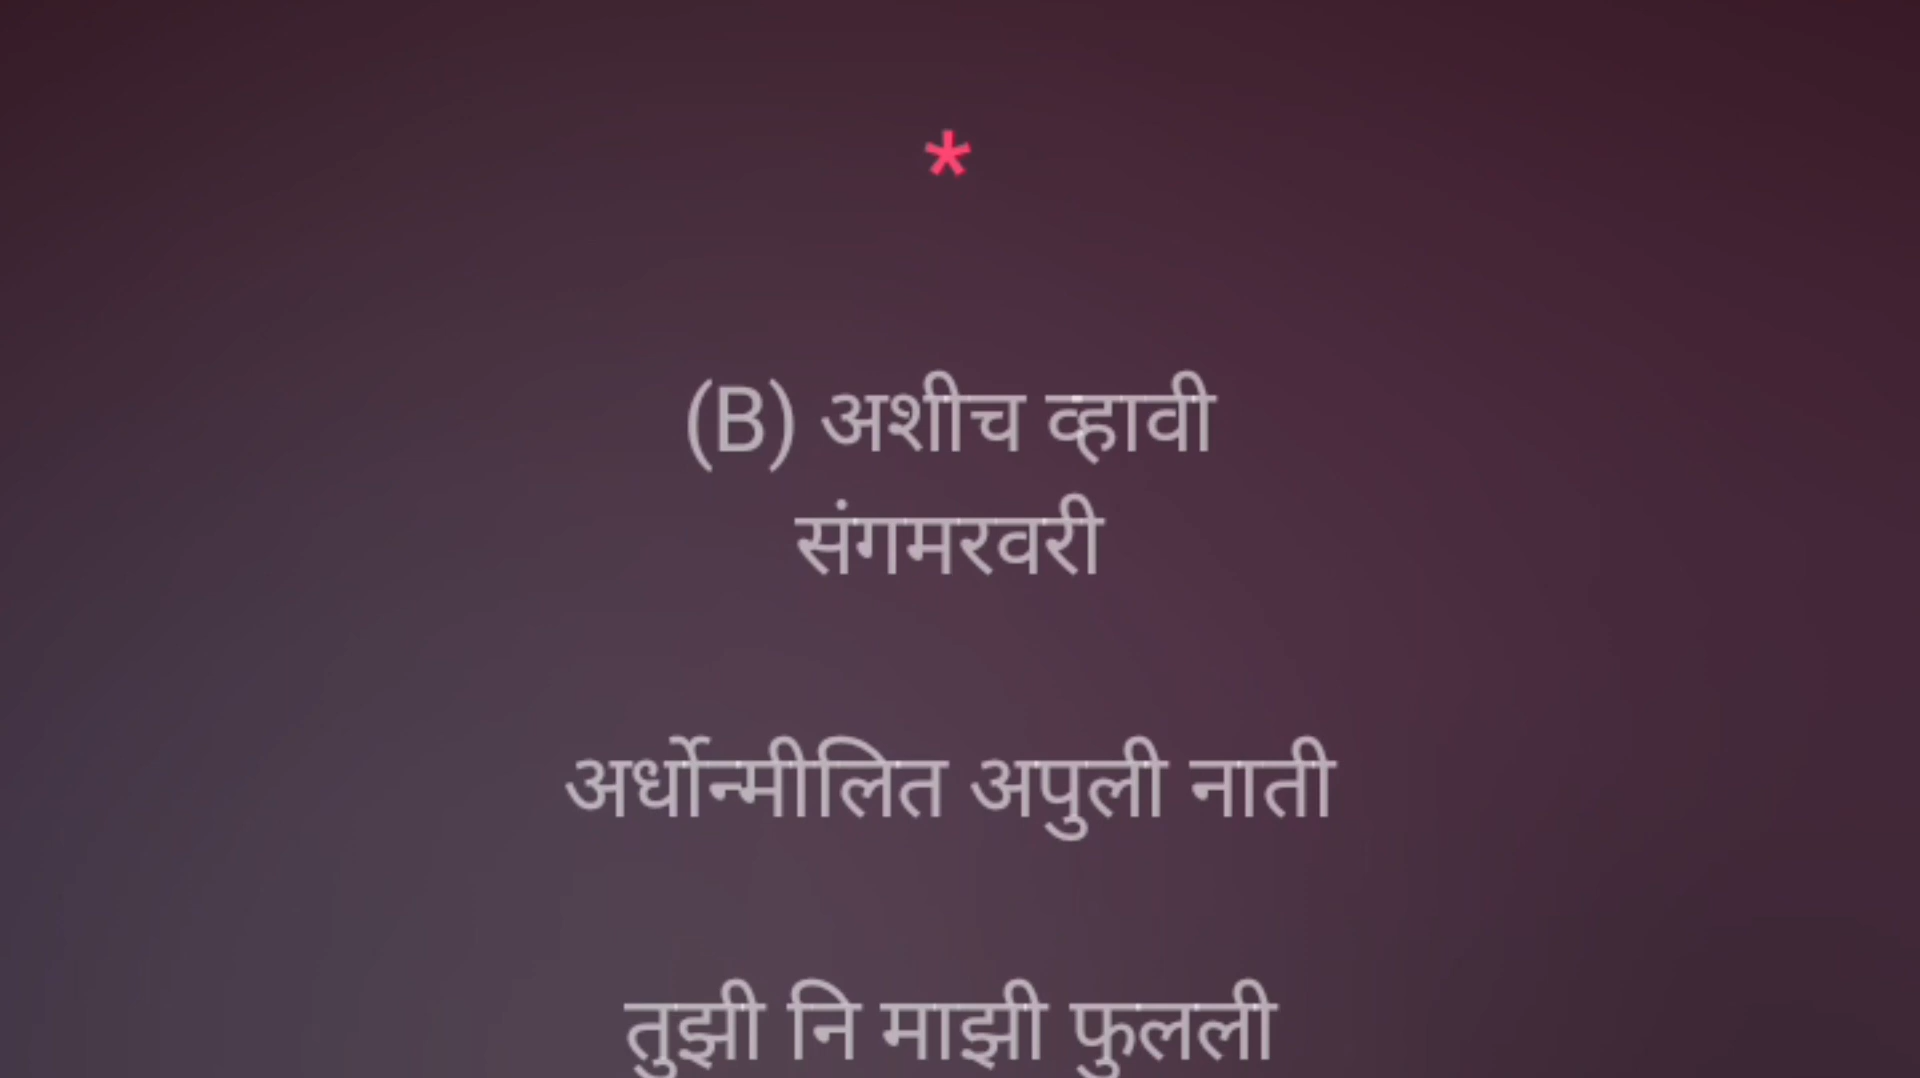 *
(B) अशीच व्हावी
संगमरवरी
अर्धोन्मीलित अपुली नाती
तुझी नि माझी फुलली